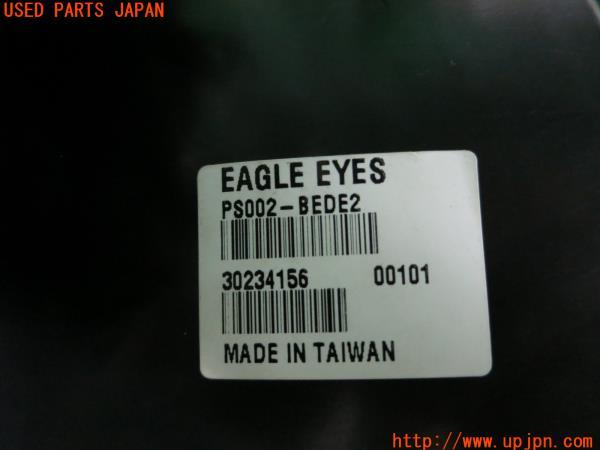 USED PARTS JAPAN
EAGLE EYES
PS002-BEDE2
30234156 00101
MADE IN TAIWAN
http://www.upjpn.com/